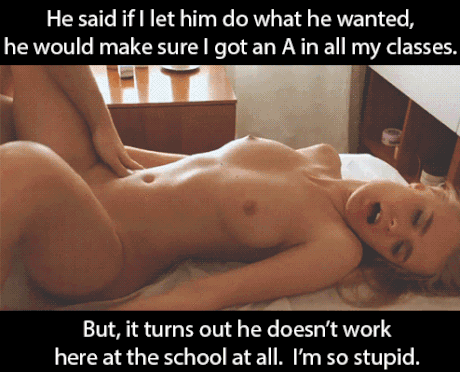 He said if I let him do what he wanted,
he would make sure I got an A in all my classes.
But, it turns out he doesn't work
here at the school at all. I'm so stupid.